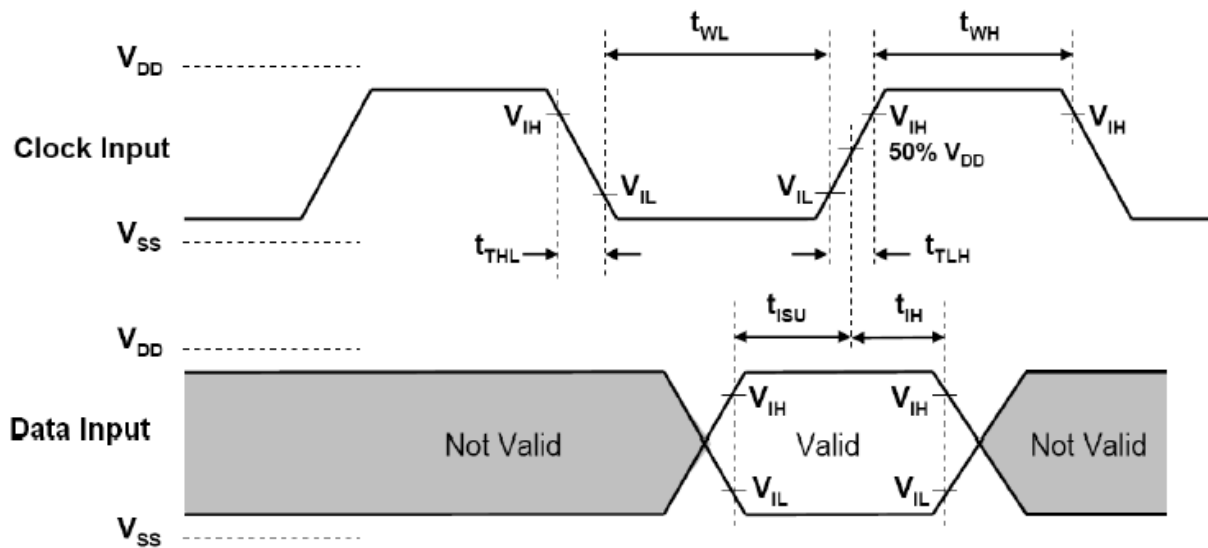 t_WL
t_WH
V_DD
V_IH
V_IH
V_IH
Clock Input
50% V_DD
V_IL
V_IL
V_SS
t_THL
t_TLH
t_ISU
t_IH
V_DD
V_IH
V_IH
Data Input
Not Valid
Valid
Not Valid
V_IL
V_IL
V_SS